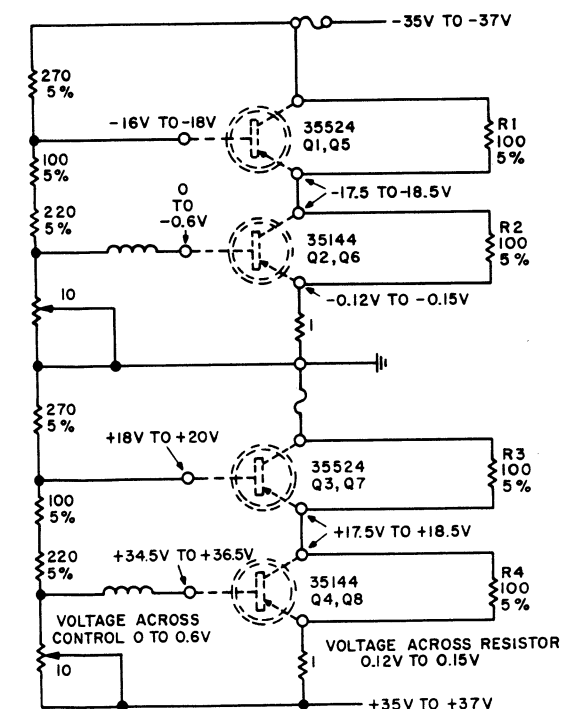 -35V TO -37V
270
5%
-16V TO-18V
35524
Q1,Q5
R1
100
5%
100
5%
0
TO
-0.6V
-17.5 TO-18.5V
220
5%
35144
Q2,Q6
R2
100
5%
10
-0.12V TO -0.15V
1
270
5%
+18V TO +20V
35524
Q3,Q7
R3
100
5%
100
5%
+17.5V TO +18.5V
220
5%
+34.5V TO +36.5V
35144
Q4,Q8
R4
100
5%
VOLTAGE ACROSS
CONTROL 0 TO 0.6V
10
1
VOLTAGE ACROSS RESISTOR
0.12V TO 0.15V
+35V TO +37V